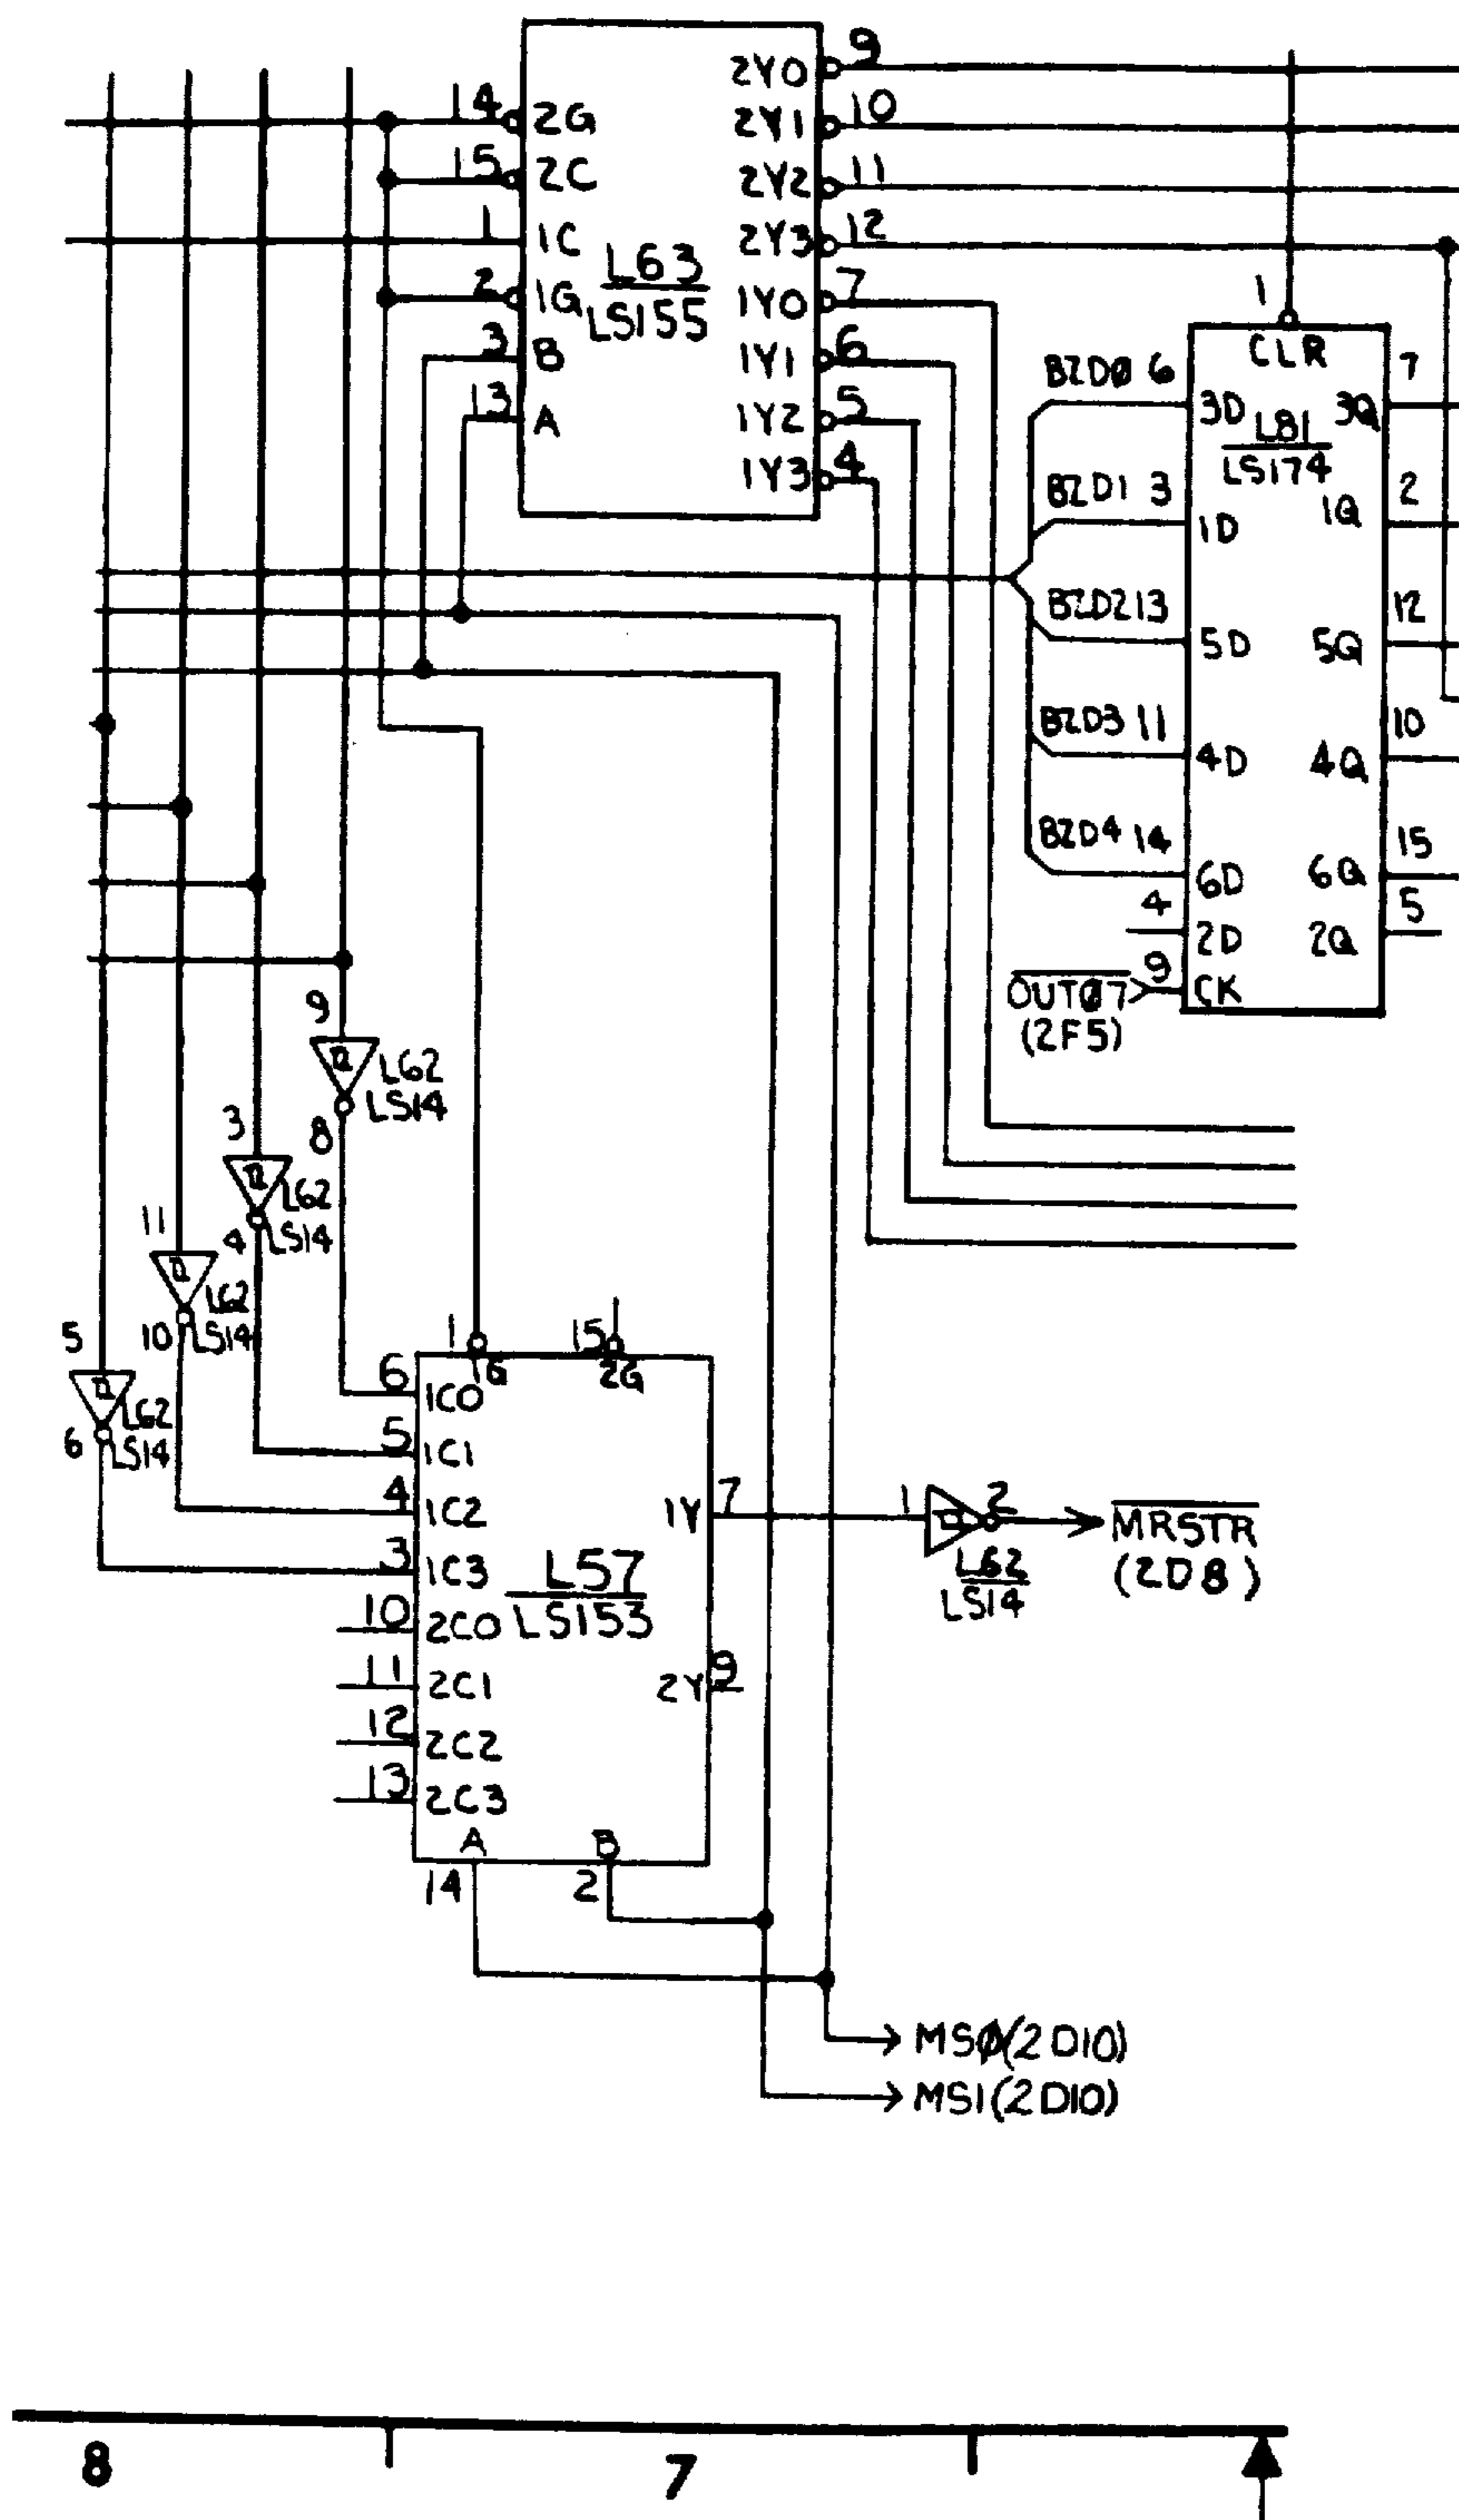 9
2Y0
14
2G
10
2Y1
15
2C
11
2Y2
1
1C
12
2Y3
L63
LS155
2
1G
7
1Y0
3
B
6
1Y1
13
A
5
1Y2
4
1Y3
1
CLR
BZD0 6
3D
3Q
7
L81
LS174
BZD1 3
1D
1Q
2
BZD2 13
5D
5Q
12
BZD3 11
4D
4Q
10
BZD4 14
6D
6Q
15
4
2D
2Q
5
9
OUT07
CK
(2F5)
9
L62
LS14
8
3
L62
LS14
4
11
L62
LS14
10
5
L62
LS14
6
1
1G
15
2G
6
1C0
5
1C1
4
1C2
1Y
7
3
1C3
L57
LS153
10
2C0
11
2C1
2Y
9
12
2C2
13
2C3
A
B
14
2
1
2
L62
LS14
MRSTR
(2D8)
MS0(2D10)
MS1(2D10)
8
7